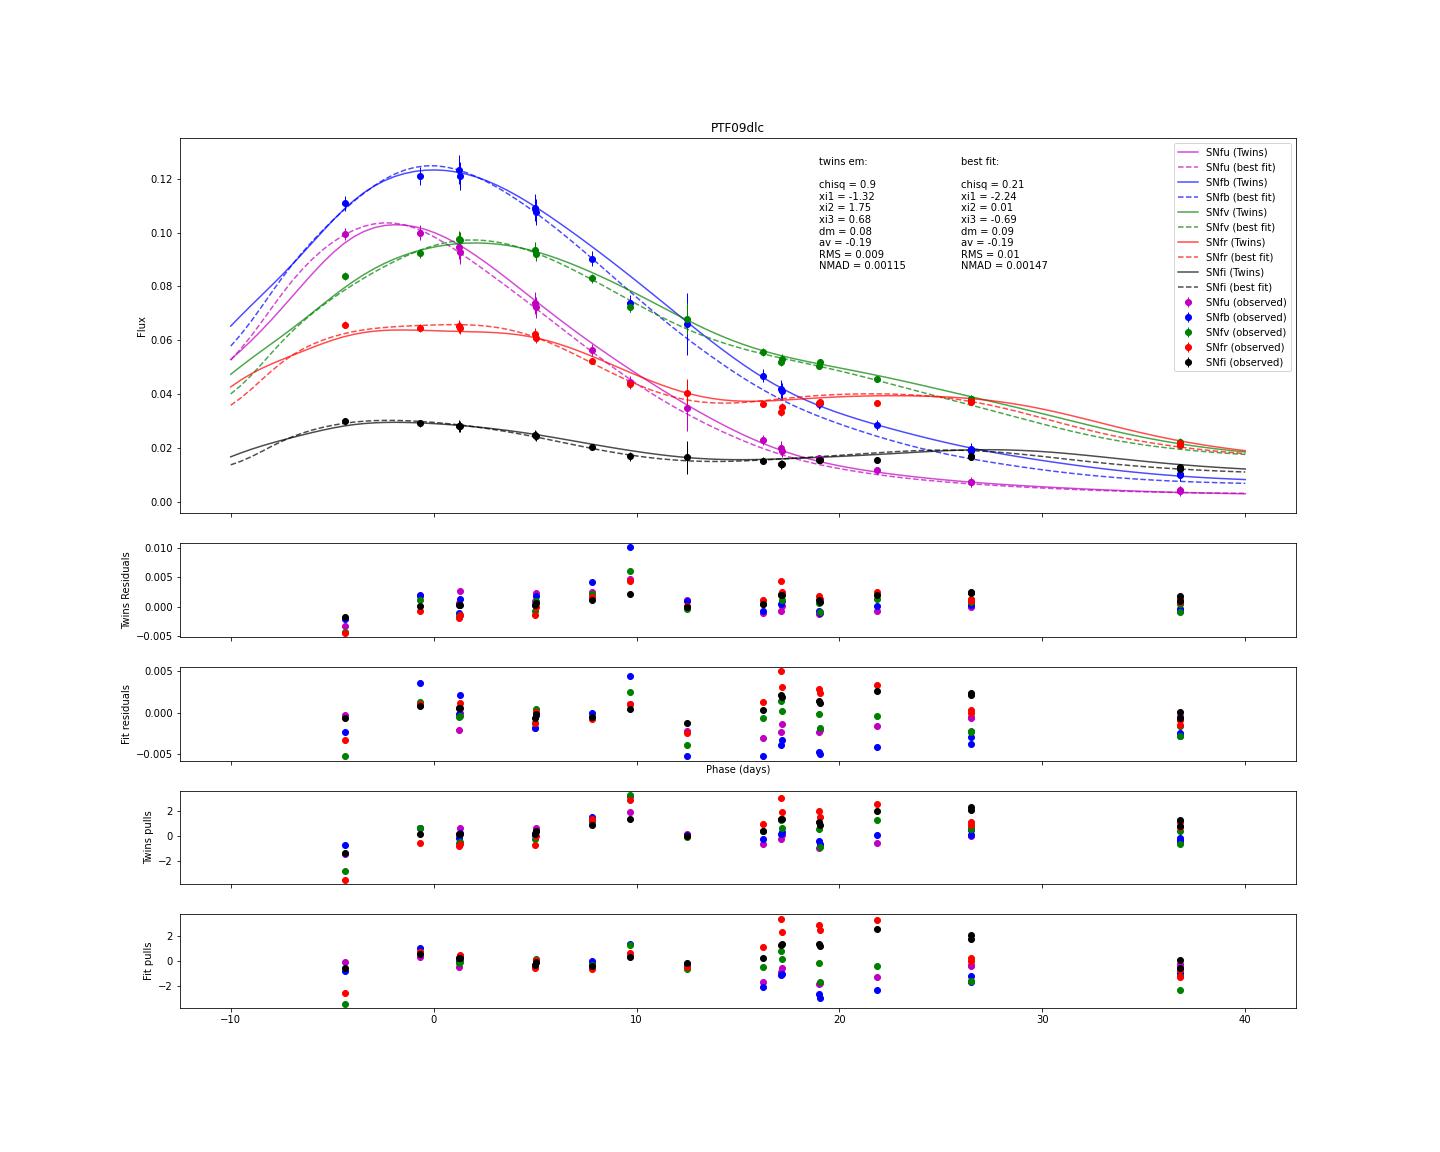 PTF09dlc
Flux
0.12
0.10
0.08
0.06
0.04
0.02
0.00
twins em:
chisq = 0.9
xi1 = -1.32
xi2 = 1.75
xi3 = 0.68
dm = 0.08
av = -0.19
RMS = 0.009
NMAD = 0.00115
best fit:
chisq = 0.21
xi1 = -2.24
xi2 = 0.01
xi3 = -0.69
dm = 0.09
av = -0.19
RMS = 0.01
NMAD = 0.00147
SNfu (Twins)
SNfu (best fit)
SNfb (Twins)
SNfb (best fit)
SNfv (Twins)
SNfv (best fit)
SNfr (Twins)
SNfr (best fit)
SNfi (Twins)
SNfi (best fit)
SNfu (observed)
SNfb (observed)
SNfv (observed)
SNfr (observed)
SNfi (observed)
Twins Residuals
0.010
0.005
0.000
−0.005
Fit residuals
0.005
0.000
−0.005
Phase (days)
Twins pulls
2
0
−2
Fit pulls
2
0
−2
−10
0
10
20
30
40